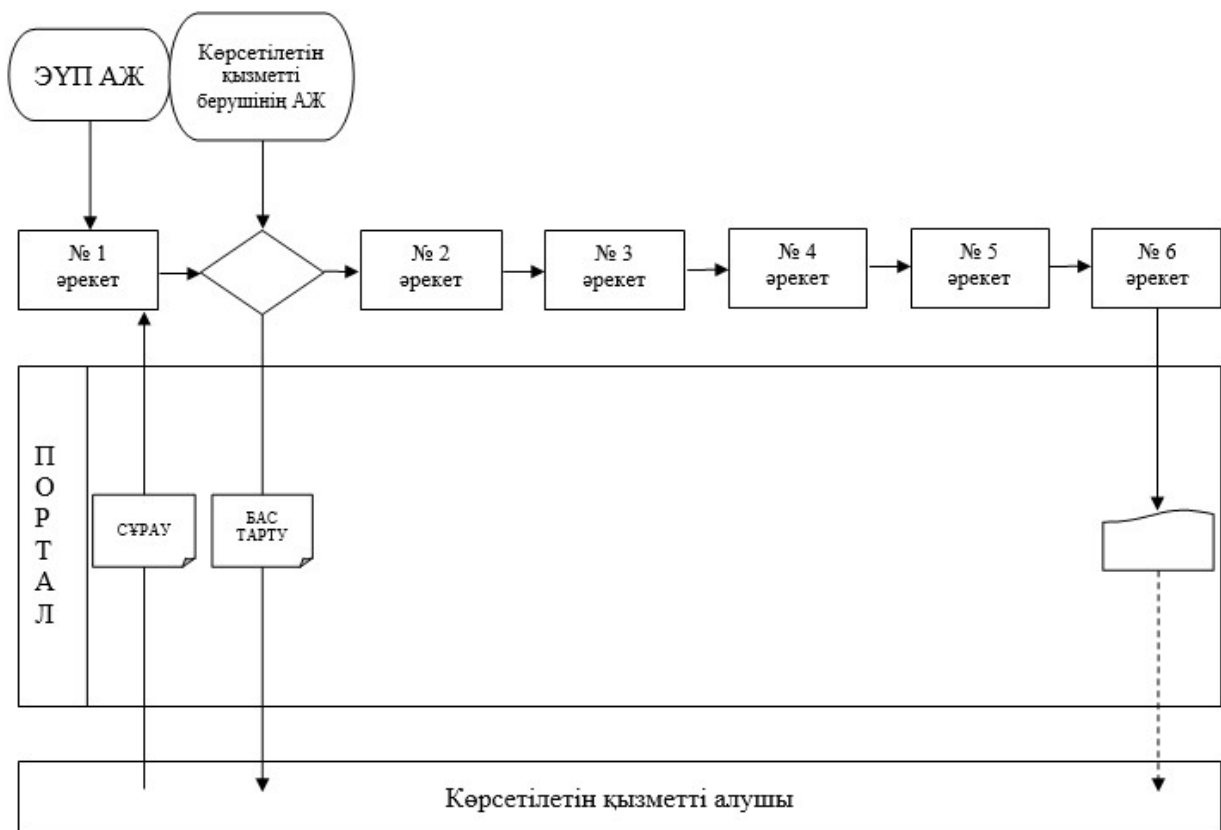 ЭҮП АЖ
Көрсетілетін
қызметті
берушінің АЖ
№ 1
әрекет
№ 2
әрекет
№ 3
әрекет
№ 4
әрекет
№ 5
әрекет
№ 6
әрекет
ПОРТАЛ
СҰРАУ
БАС
ТАРТУ
Көрсетілетін қызметті алушы